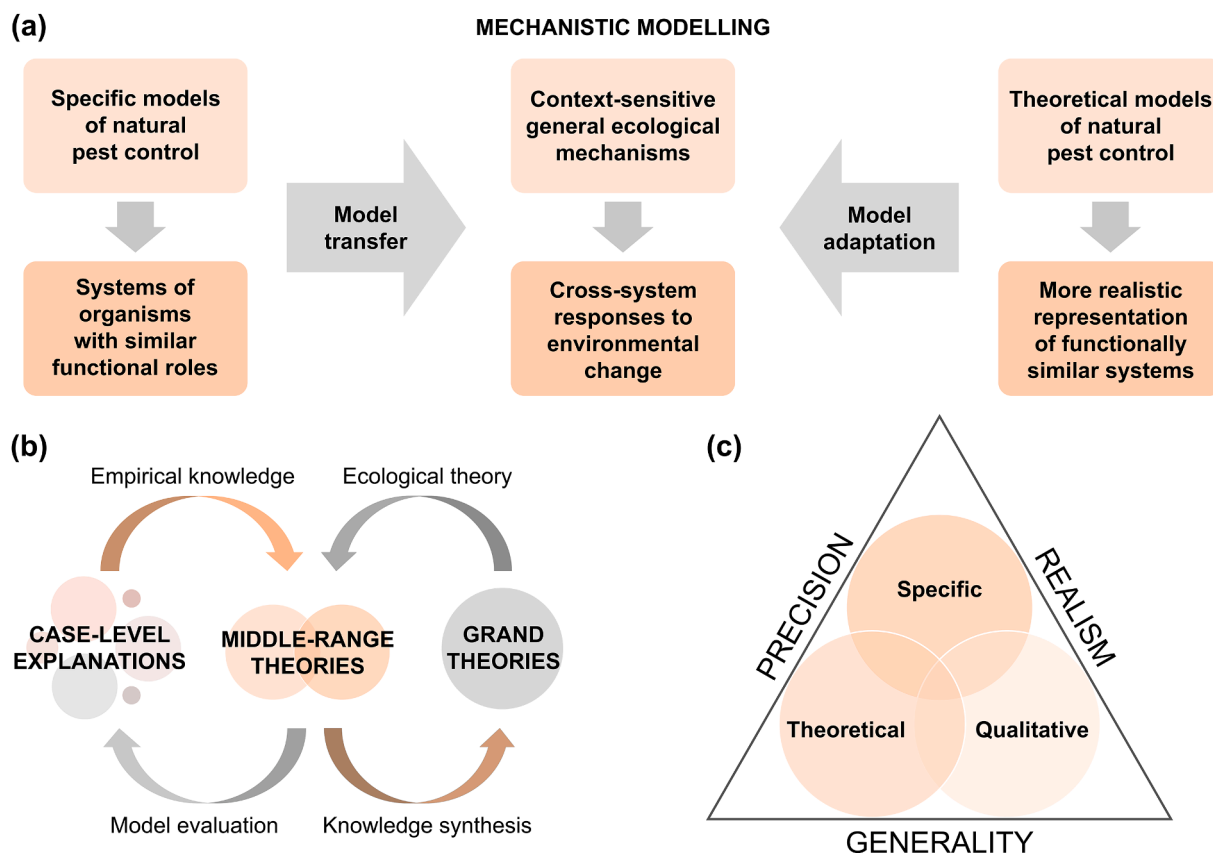 (a)
MECHANISTIC MODELLING
Specific models
of natural
pest control
Context-sensitive
general ecological
mechanisms
Theoretical models
of natural
pest control
Model
transfer
Model
adaptation
Systems of
organisms
with similar
functional roles
Cross-system
responses to
environmental
change
More realistic
representation
of functionally
similar systems
(b)
Empirical knowledge
Ecological theory
CASE-LEVEL
EXPLANATIONS
MIDDLE-RANGE
THEORIES
GRAND
THEORIES
Model evaluation
Knowledge synthesis
(c)
PRECISION
REALISM
Specific
Theoretical
Qualitative
GENERALITY